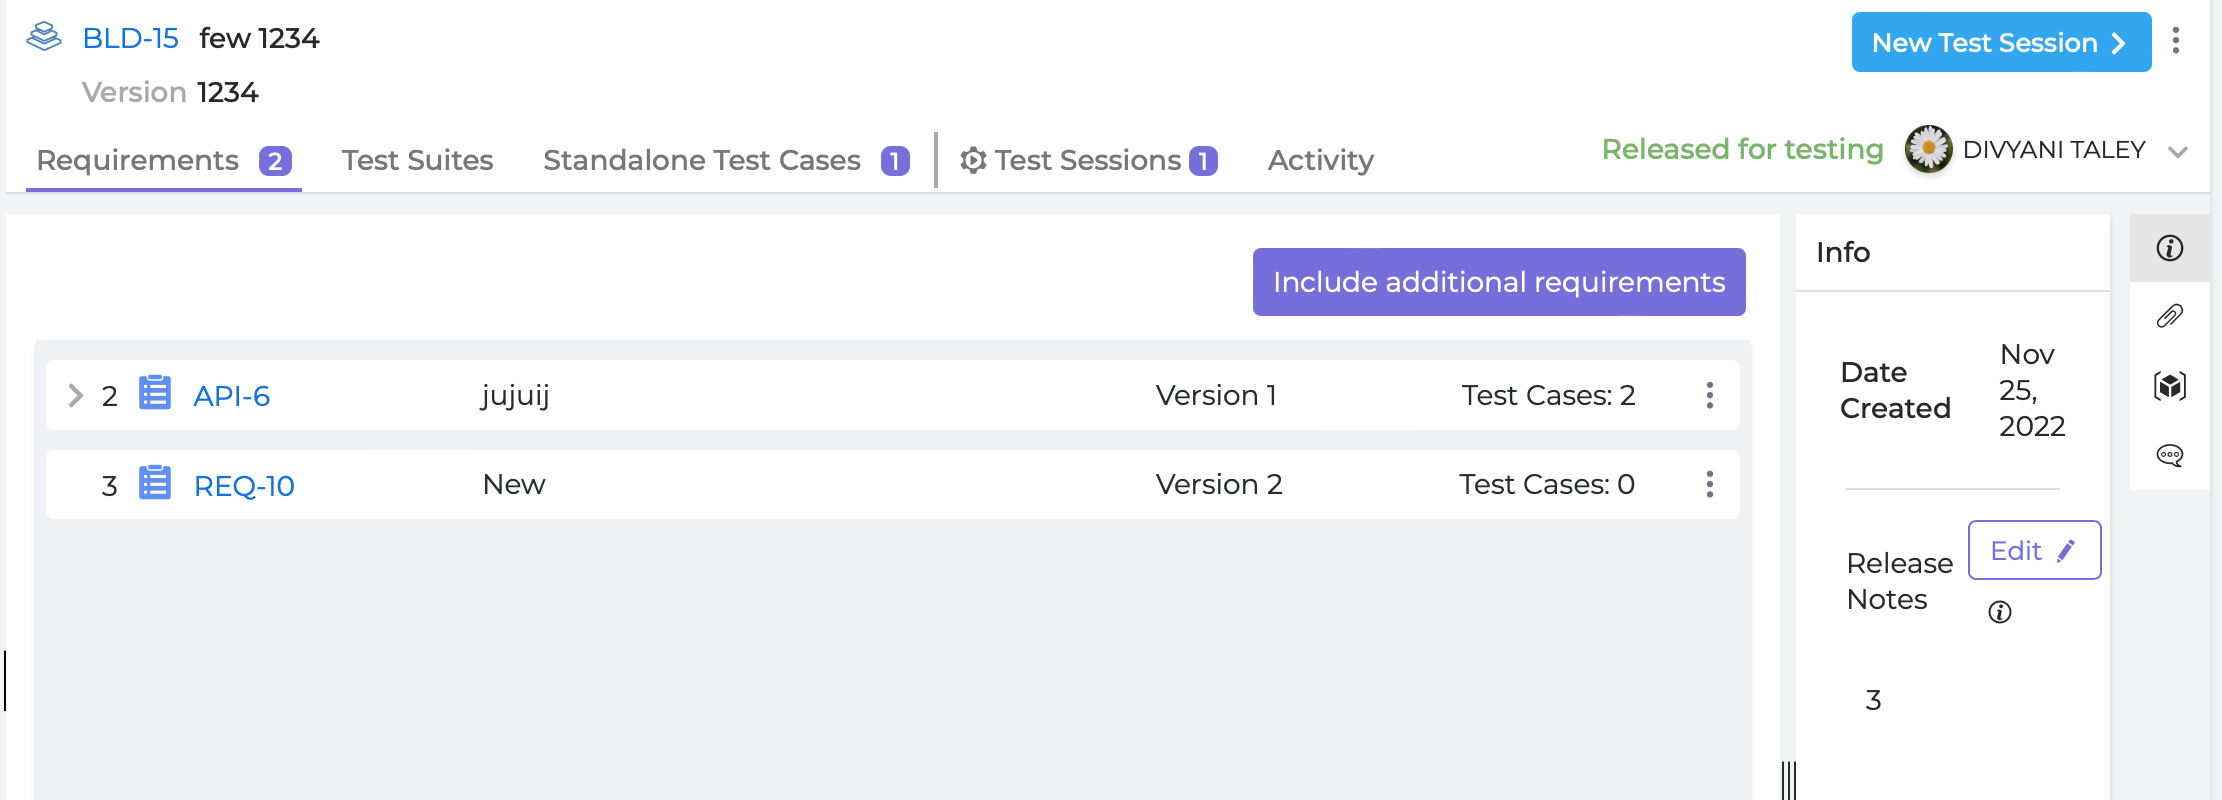 BLD-15 few 1234
New Test Session
Version 1234
Requirements 2 Test Suites Standalone Test Cases 1 Test Sessions 1 Activity
Released for testing DIVYANI TALEY
Include additional requirements
2 API-6 jujuij Version 1 Test Cases: 2
3 REQ-10 New Version 2 Test Cases: 0
Info
Date
Created
Nov
25,
2022
Release
Notes
Edit
3